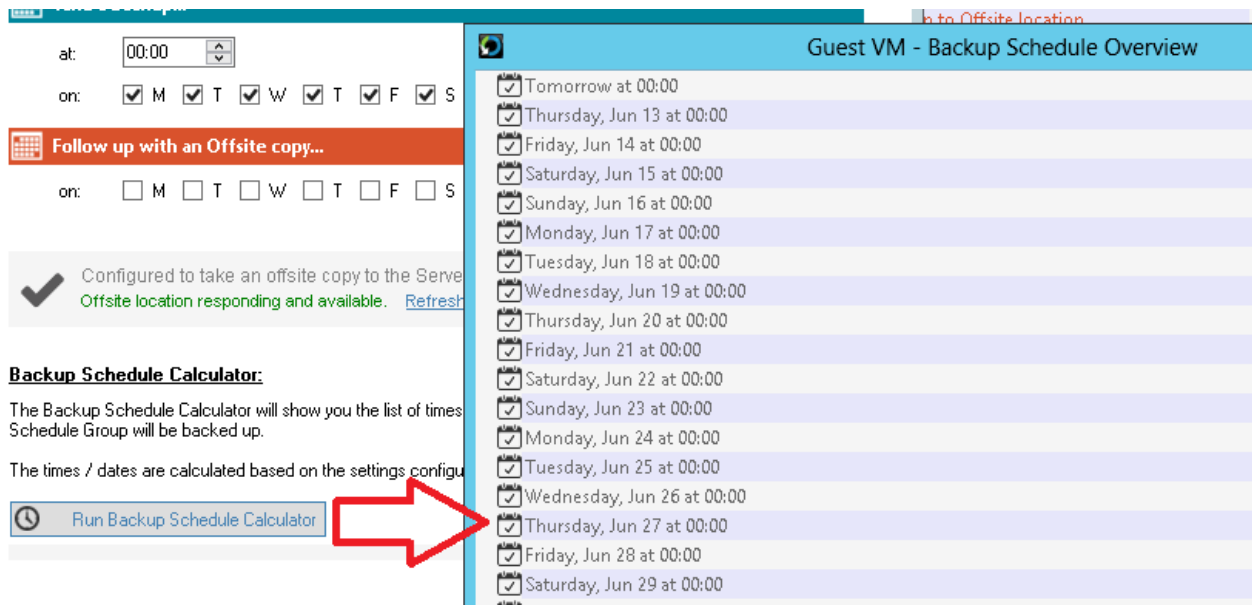 n to Offsite location
at: 00:00
on: M T W T F S
Follow up with an Offsite copy...
on: M T W T F S
Configured to take an offsite copy to the Serve
Offsite location responding and available. Refresh
Backup Schedule Calculator:
The Backup Schedule Calculator will show you the list of times
Schedule Group will be backed up.
The times / dates are calculated based on the settings configu
Run Backup Schedule Calculator
Guest VM - Backup Schedule Overview
Tomorrow at 00:00
Thursday, Jun 13 at 00:00
Friday, Jun 14 at 00:00
Saturday, Jun 15 at 00:00
Sunday, Jun 16 at 00:00
Monday, Jun 17 at 00:00
Tuesday, Jun 18 at 00:00
Wednesday, Jun 19 at 00:00
Thursday, Jun 20 at 00:00
Friday, Jun 21 at 00:00
Saturday, Jun 22 at 00:00
Sunday, Jun 23 at 00:00
Monday, Jun 24 at 00:00
Tuesday, Jun 25 at 00:00
Wednesday, Jun 26 at 00:00
Thursday, Jun 27 at 00:00
Friday, Jun 28 at 00:00
Saturday, Jun 29 at 00:00